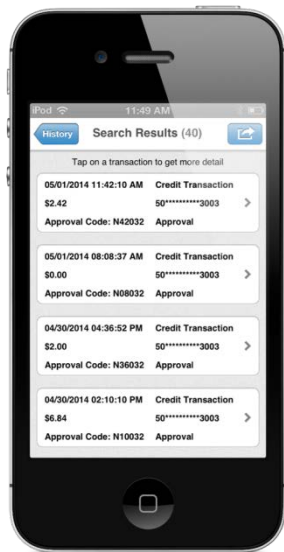 iPod 11:49 AM
History Search Results (40)
Tap on a transaction to get more detail
05/01/2014 11:42:10 AM Credit Transaction
$2.42 50**********3003
Approval Code: N42032 Approval
05/01/2014 08:08:37 AM Credit Transaction
$0.00 50**********3003
Approval Code: N08032 Approval
04/30/2014 04:36:52 PM Credit Transaction
$2.00 50**********3003
Approval Code: N36032 Approval
04/30/2014 02:10:10 PM Credit Transaction
$6.84 50**********3003
Approval Code: N10032 Approval